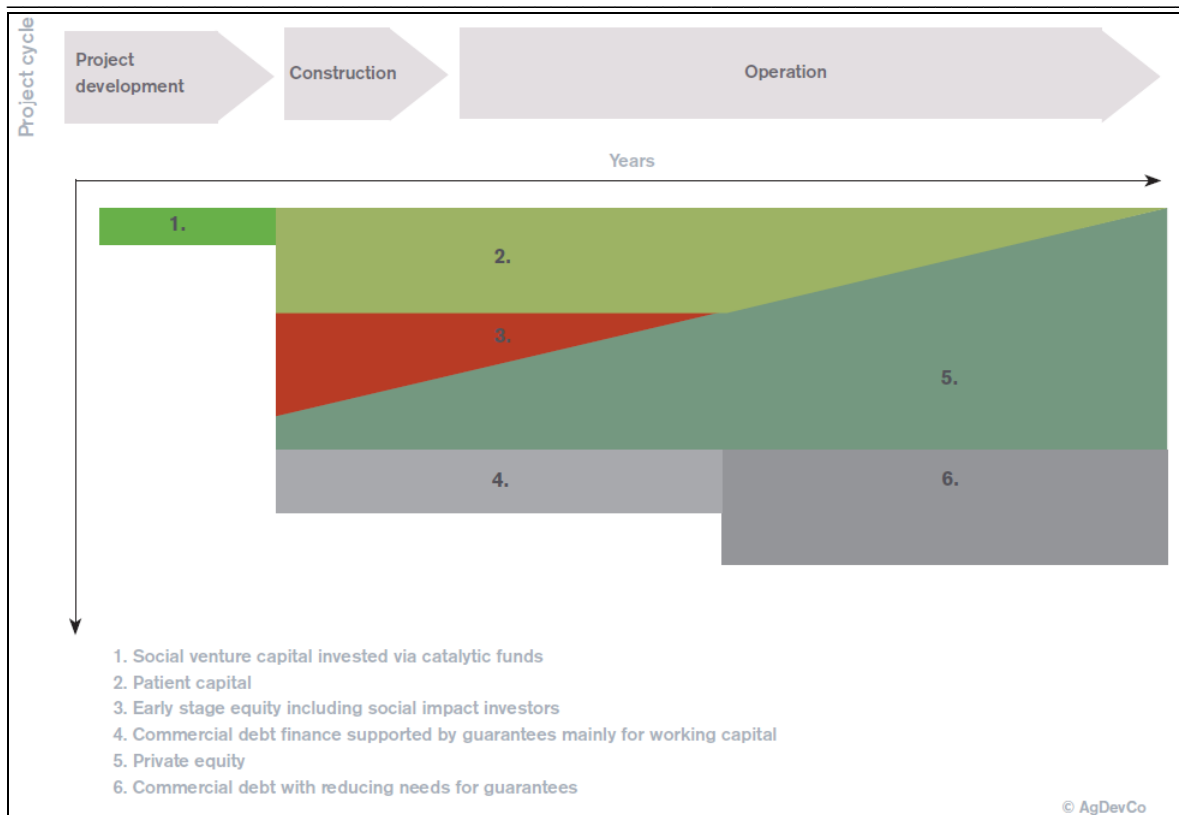 Project cycle
Project
development
Construction
Operation
Years
1.
2.
3.
5.
4.
6.
1. Social venture capital invested via catalytic funds
2. Patient capital
3. Early stage equity including social impact investors
4. Commercial debt finance supported by guarantees mainly for working capital
5. Private equity
6. Commercial debt with reducing needs for guarantees
© AgDevCo